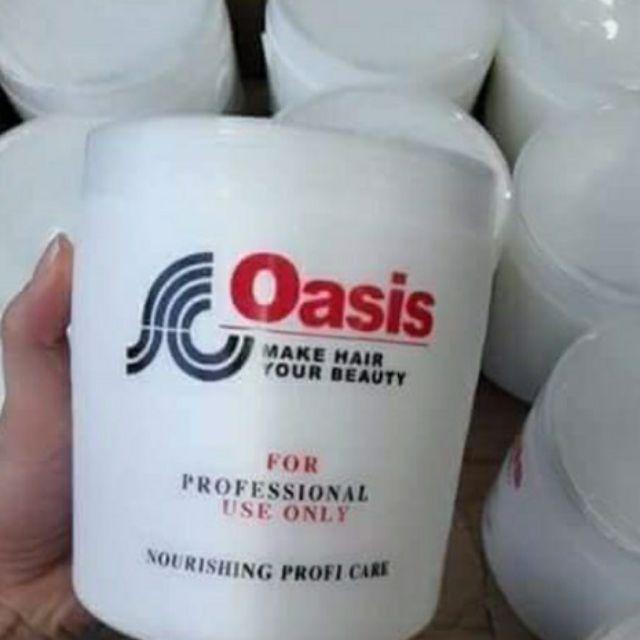 Oasis
MAKE HAIR
YOUR BEAUTY
FOR
PROFESSIONAL
USE ONLY
NOURISHING PROFI CARE